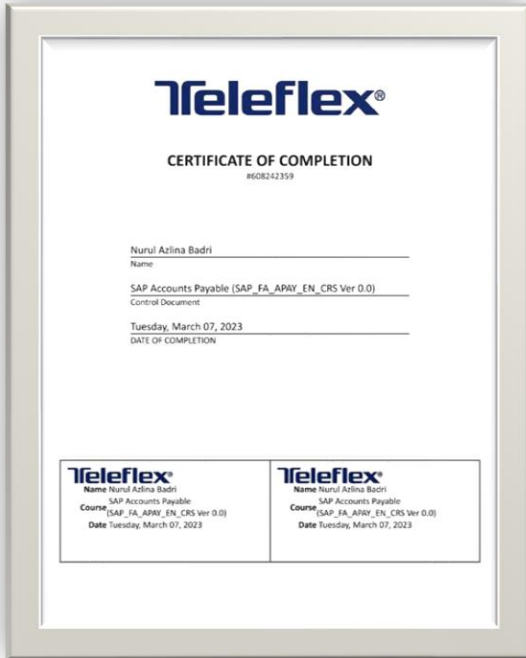 Teleflex®
CERTIFICATE OF COMPLETION
#608242359
Nurul Azlina Badri
Name
SAP Accounts Payable (SAP_FA_APAY_EN_CRS Ver 0.0)
Control Document
Tuesday, March 07, 2023
DATE OF COMPLETION
Teleflex®
Name Nurul Azlina Badri
SAP Accounts Payable
Course (SAP_FA_APAY_EN_CRS Ver 0.0)
Date Tuesday, March 07, 2023
Teleflex®
Name Nurul Azlina Badri
SAP Accounts Payable
Course (SAP_FA_APAY_EN_CRS Ver 0.0)
Date Tuesday, March 07, 2023